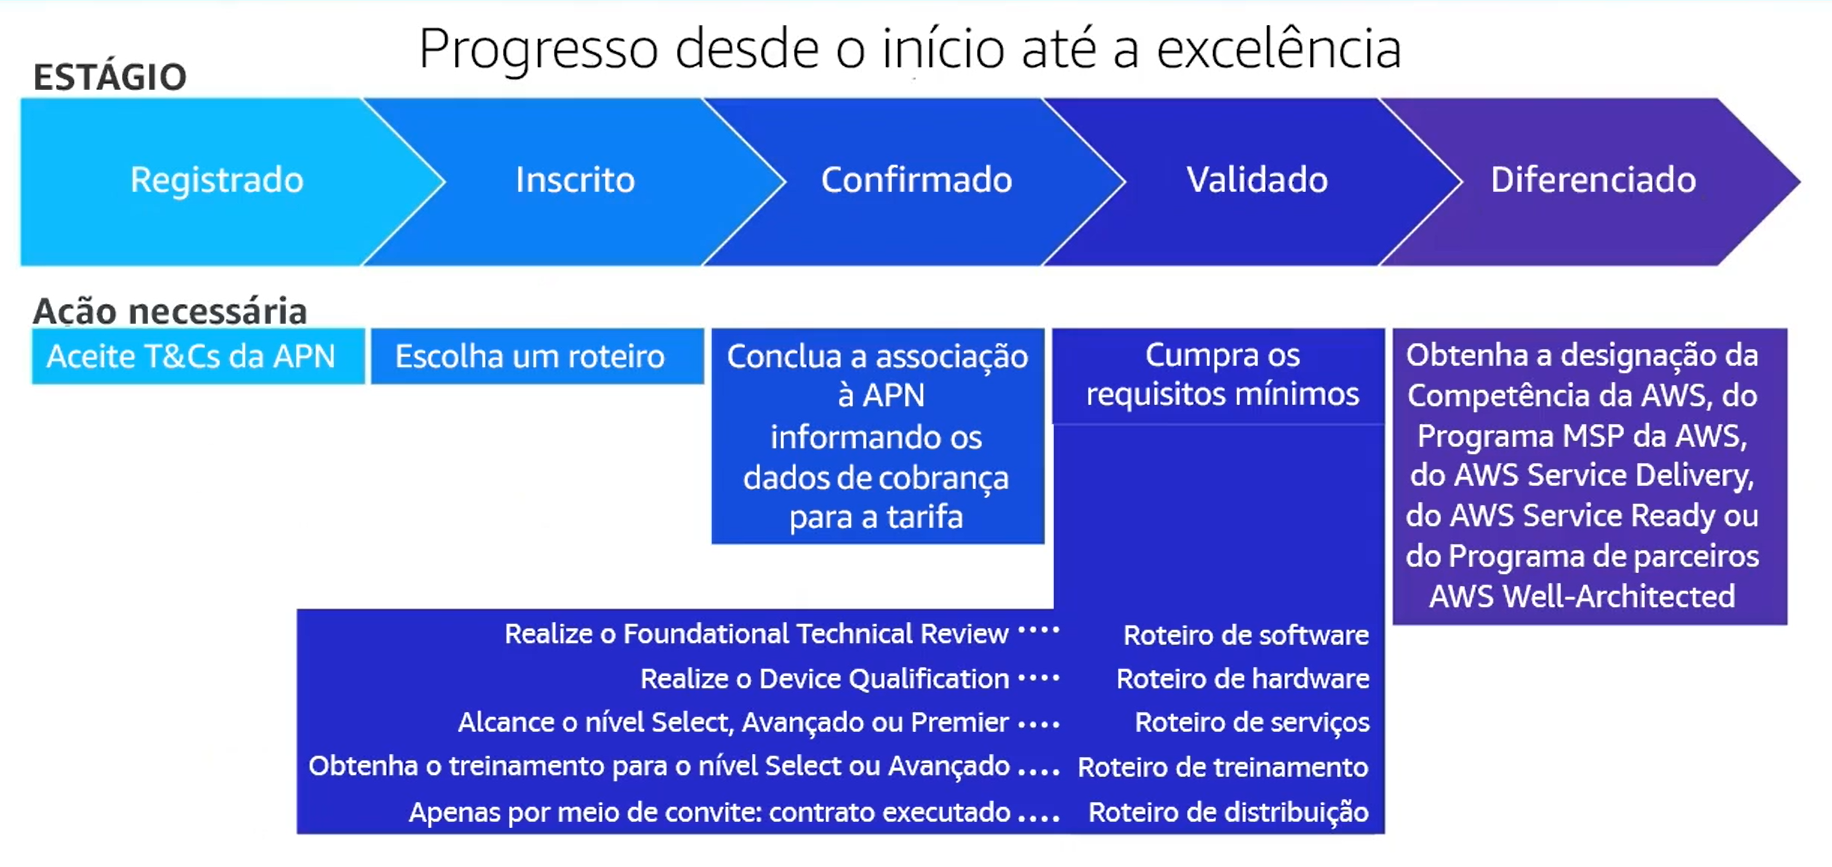 Progresso desde o início até a excelência
ESTÁGIO
Registrado
Inscrito
Confirmado
Validado
Diferenciado
Ação necessária
Aceite T&Cs da APN
Escolha um roteiro
Conclua a associação
à APN
informando os
dados de cobrança
para a tarifa
Cumpra os
requisitos mínimos
Obtenha a designação da
Competência da AWS, do
Programa MSP da AWS,
do AWS Service Delivery,
do AWS Service Ready ou
do Programa de parceiros
AWS Well-Architected
Realize o Foundational Technical Review •••• Roteiro de software
Realize o Device Qualification •••• Roteiro de hardware
Alcance o nível Select, Avançado ou Premier •••• Roteiro de serviços
Obtenha o treinamento para o nível Select ou Avançado •••• Roteiro de treinamento
Apenas por meio de convite: contrato executado •••• Roteiro de distribuição